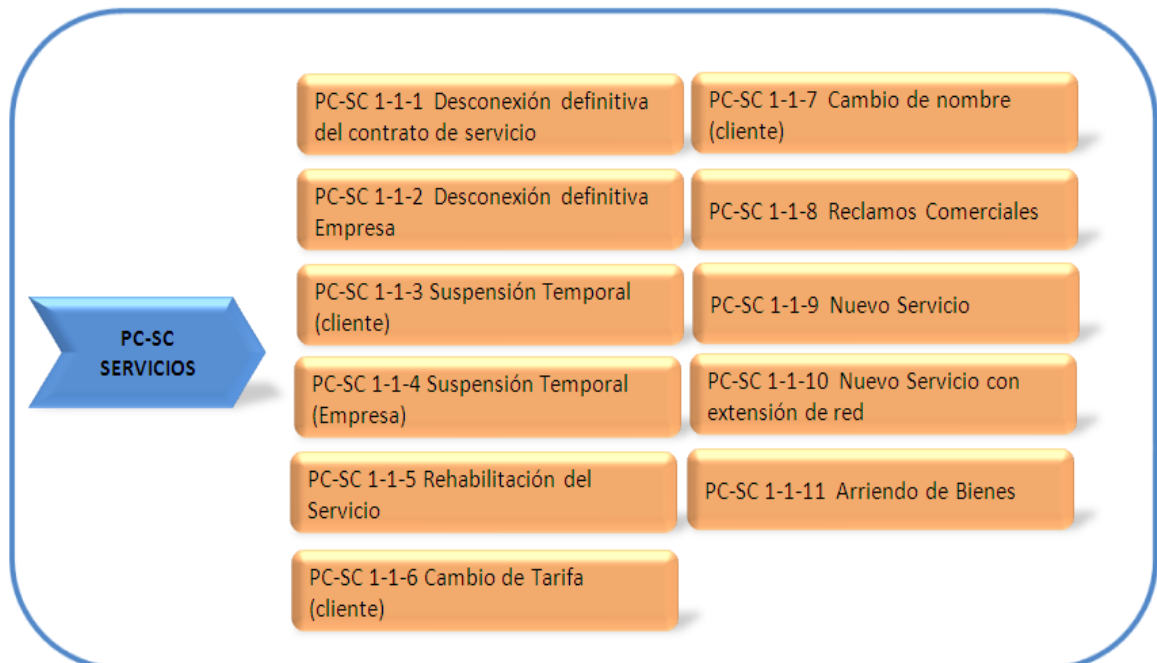 PC-SC
SERVICIOS
PC-SC 1-1-1 Desconexión definitiva
del contrato de servicio
PC-SC 1-1-2 Desconexión definitiva
Empresa
PC-SC 1-1-3 Suspensión Temporal
(cliente)
PC-SC 1-1-4 Suspensión Temporal
(Empresa)
PC-SC 1-1-5 Rehabilitación del
Servicio
PC-SC 1-1-6 Cambio de Tarifa
(cliente)
PC-SC 1-1-7 Cambio de nombre
(cliente)
PC-SC 1-1-8 Reclamos Comerciales
PC-SC 1-1-9 Nuevo Servicio
PC-SC 1-1-10 Nuevo Servicio con
extensión de red
PC-SC 1-1-11 Arriendo de Bienes